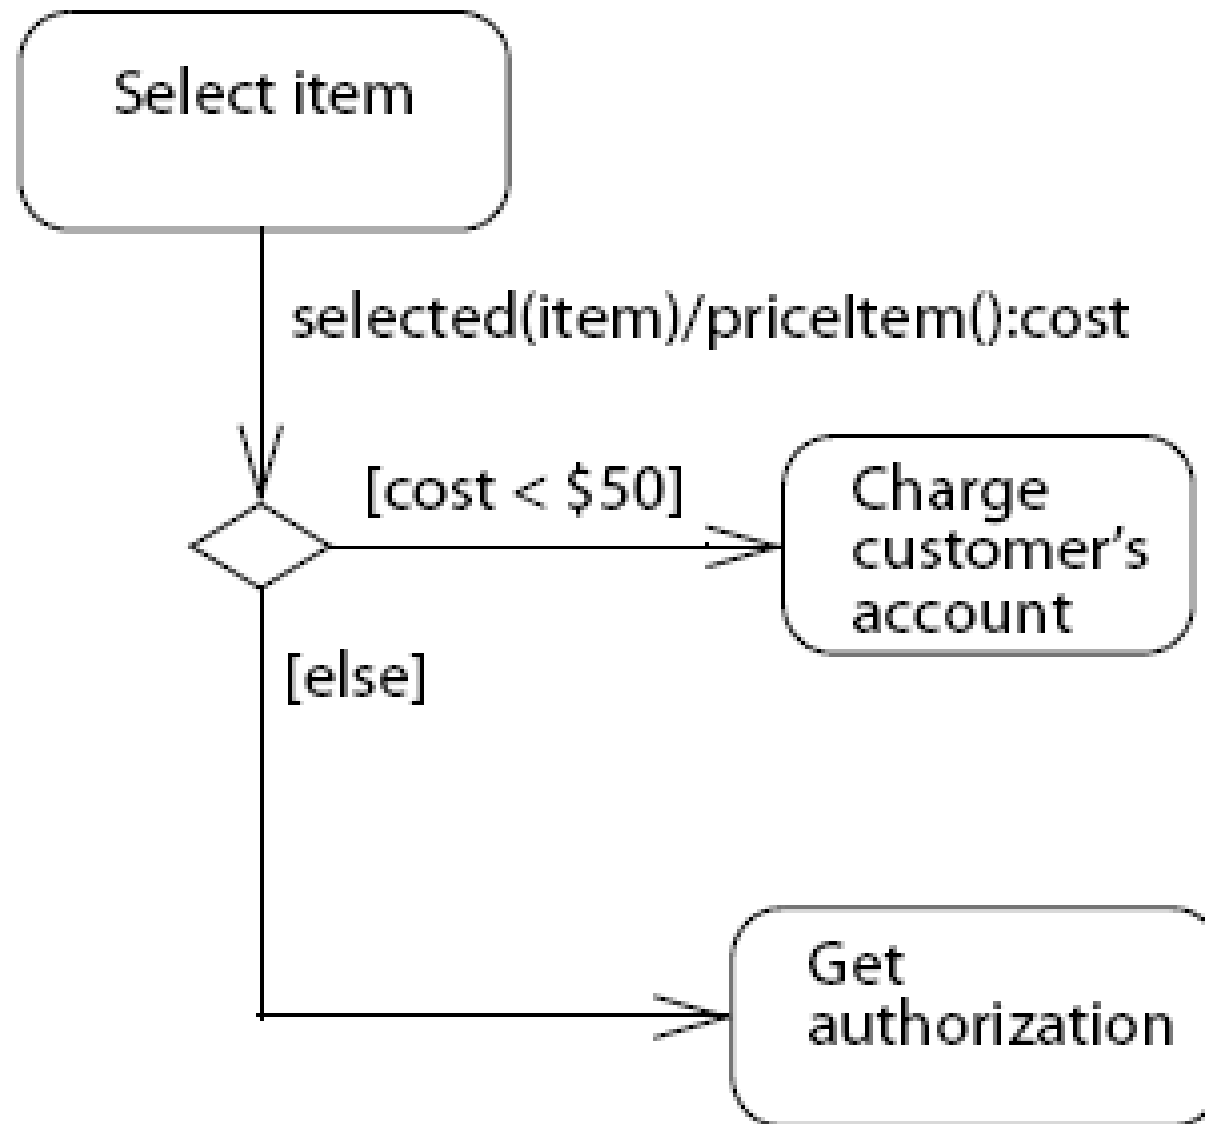 Select item
selected(item)/priceItem():cost
[cost < $50]
Charge
customer's
account
[else]
Get
authorization